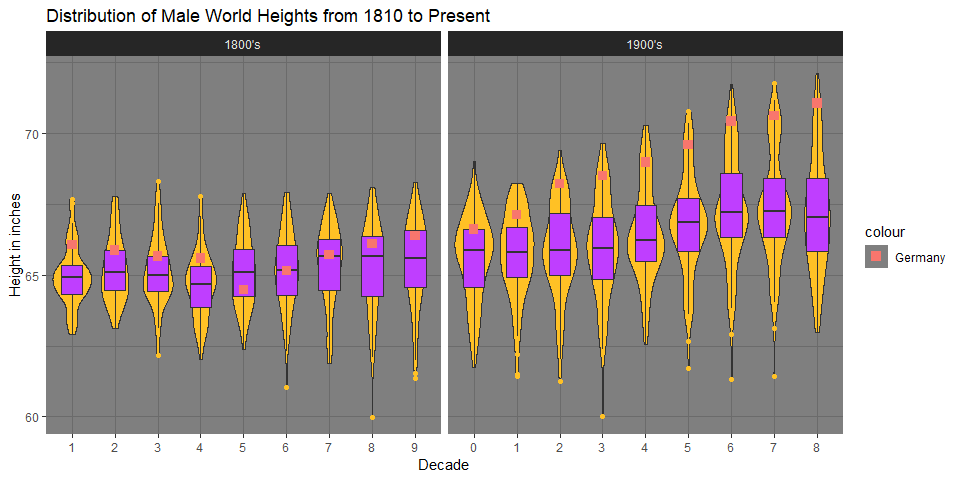 Distribution of Male World Heights from 1810 to Present
1800's
1900's
Height in inches
70
65
60
1 2 3 4 5 6 7 8 9
0 1 2 3 4 5 6 7 8
Decade
colour
Germany